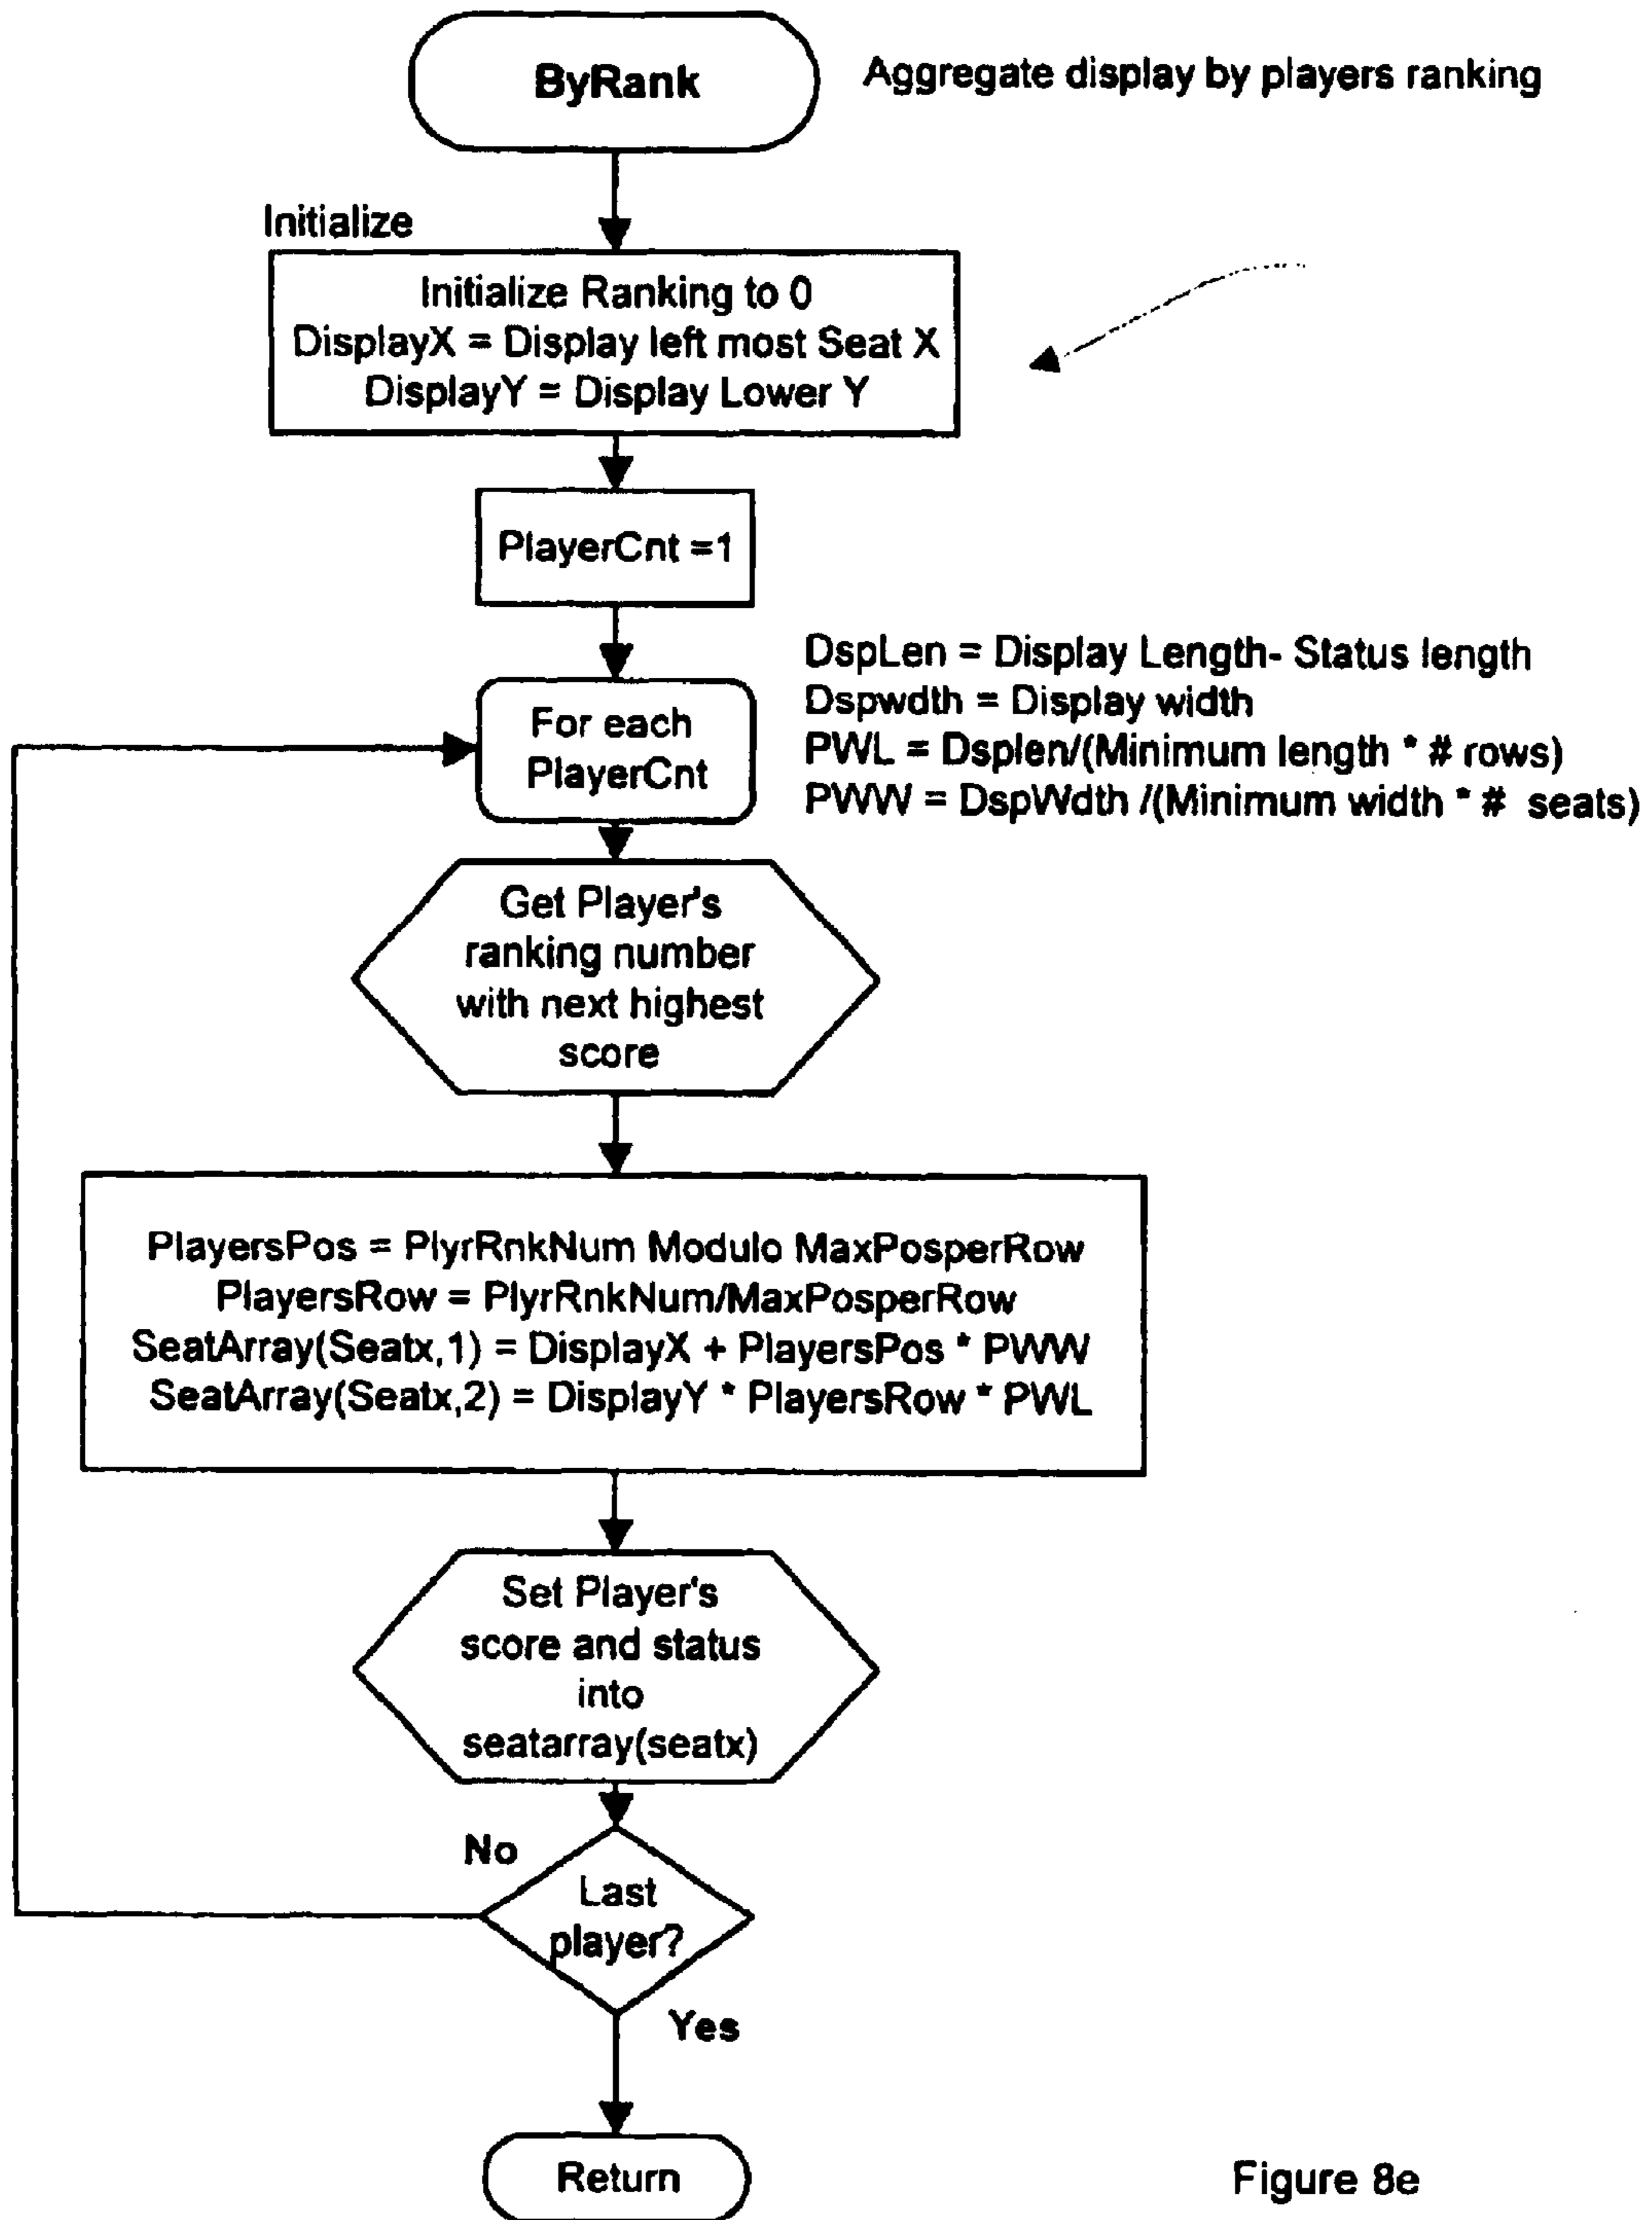 ByRank
Aggregate display by players ranking
Initialize
Initialize Ranking to 0
DisplayX = Display left most Seat X
DisplayY = Display Lower Y
PlayerCnt =1
DspLen = Display Length- Status length
Dspwdth = Display width
PWL = Dsplen/(Minimum length * # rows)
PWW = DspWdth /(Minimum width * # seats)
For each
PlayerCnt
Get Player's
ranking number
with next highest
score
PlayersPos = PlyrRnkNum Modulo MaxPosperRow
PlayersRow = PlyrRnkNum/MaxPosperRow
SeatArray(Seatx,1) = DisplayX + PlayersPos * PWW
SeatArray(Seatx,2) = DisplayY * PlayersRow * PWL
Set Player's
score and status
into
seatarray(seatx)
No
Last
player?
Yes
Return
Figure 8e